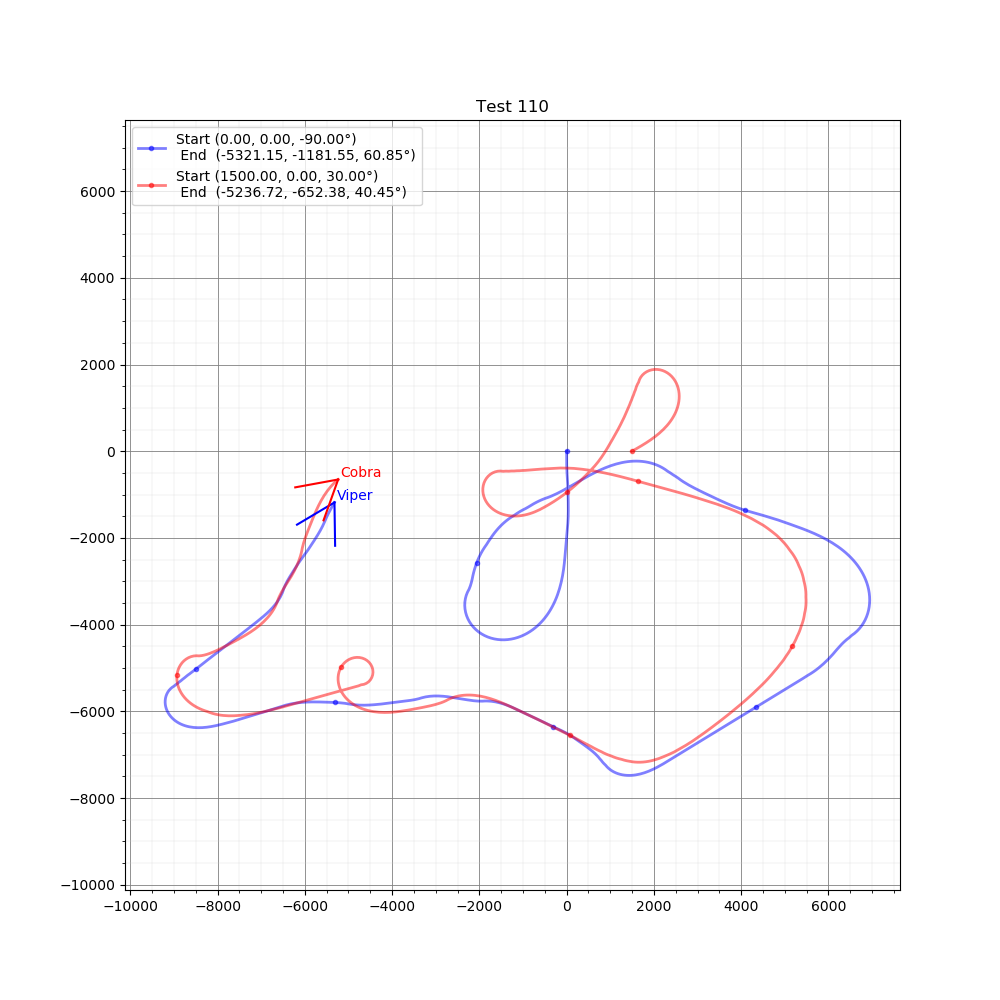 Test 110
Start (0.00, 0.00, -90.00°)
End  (-5321.15, -1181.55, 60.85°)
Start (1500.00, 0.00, 30.00°)
End  (-5236.72, -652.38, 40.45°)
6000
4000
2000
0
−2000
−4000
−6000
−8000
−10000
Cobra
Viper
−10000 −8000 −6000 −4000 −2000 0 2000 4000 6000